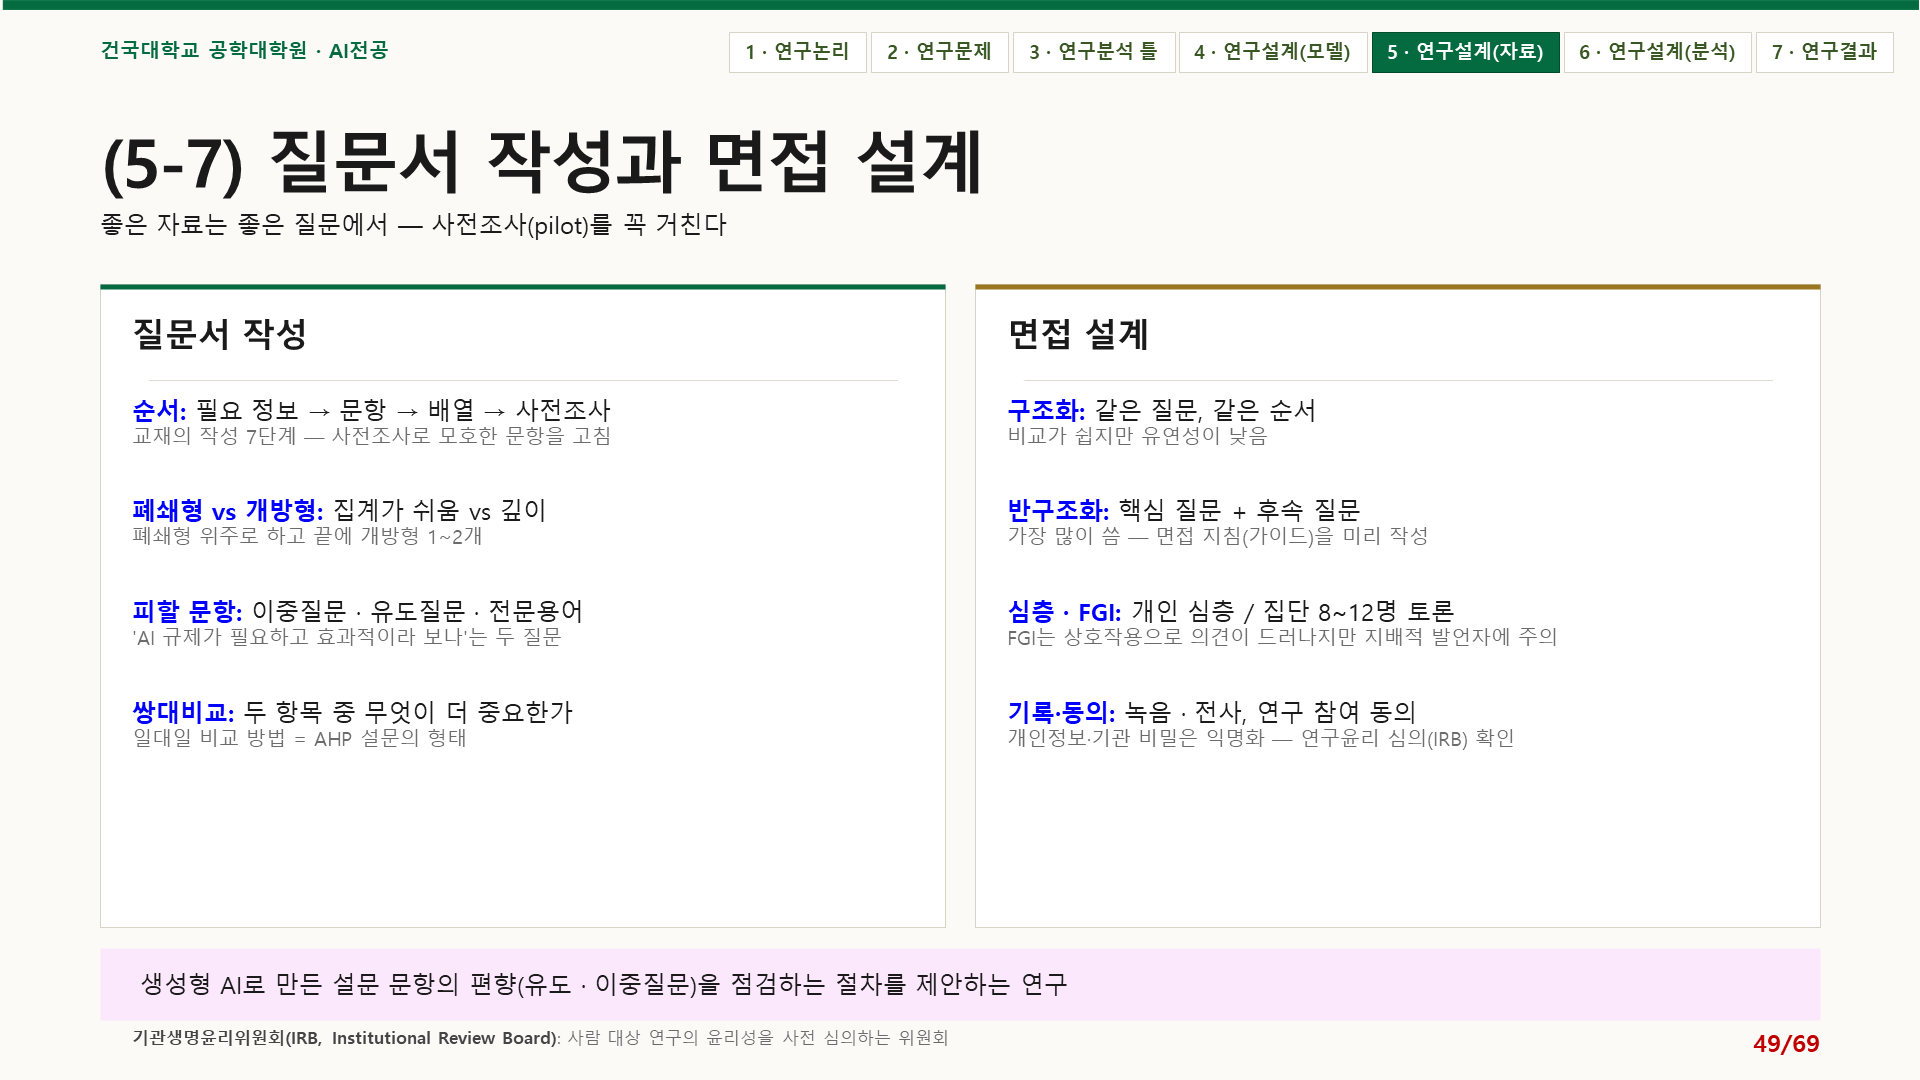 건국대학교 공학대학원 · AI전공
1 · 연구논리
2 · 연구문제
3 · 연구분석 틀
4 · 연구설계(모델)
5 · 연구설계(자료)
6 · 연구설계(분석)
7 · 연구결과
(5-7) 질문서 작성과 면접 설계
좋은 자료는 좋은 질문에서 — 사전조사(pilot)를 꼭 거친다
질문서 작성
순서: 필요 정보 → 문항 → 배열 → 사전조사
교재의 작성 7단계 — 사전조사로 모호한 문항을 고침
폐쇄형 vs 개방형: 집계가 쉬움 vs 깊이
폐쇄형 위주로 하고 끝에 개방형 1~2개
피할 문항: 이중질문 · 유도질문 · 전문용어
'AI 규제가 필요하고 효과적이라 보나'는 두 질문
쌍대비교: 두 항목 중 무엇이 더 중요한가
일대일 비교 방법 = AHP 설문의 형태
면접 설계
구조화: 같은 질문, 같은 순서
비교가 쉽지만 유연성이 낮음
반구조화: 핵심 질문 + 후속 질문
가장 많이 씀 — 면접 지침(가이드)을 미리 작성
심층 · FGI: 개인 심층 / 집단 8~12명 토론
FGI는 상호작용으로 의견이 드러나지만 지배적 발언자에 주의
기록·동의: 녹음 · 전사, 연구 참여 동의
개인정보·기관 비밀은 익명화 — 연구윤리 심의(IRB) 확인
생성형 AI로 만든 설문 문항의 편향(유도 · 이중질문)을 점검하는 절차를 제안하는 연구
기관생명윤리위원회(IRB, Institutional Review Board): 사람 대상 연구의 윤리성을 사전 심의하는 위원회
49/69